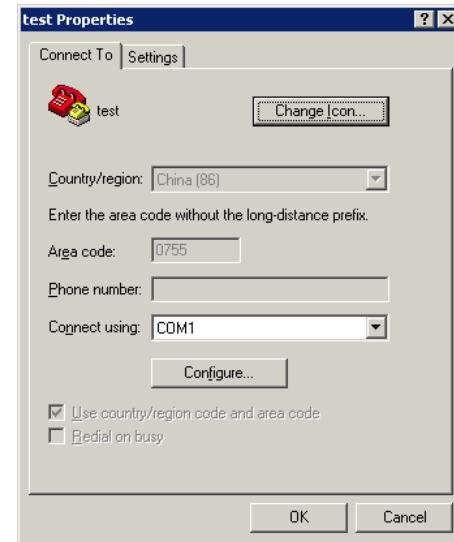 test Properties
Connect To Settings
test Change Icon...
Country/region: China (86)
Enter the area code without the long-distance prefix.
Area code: 0755
Phone number:
Connect using: COM1
Configure...
Use country/region code and area code
Redial on busy
OK Cancel